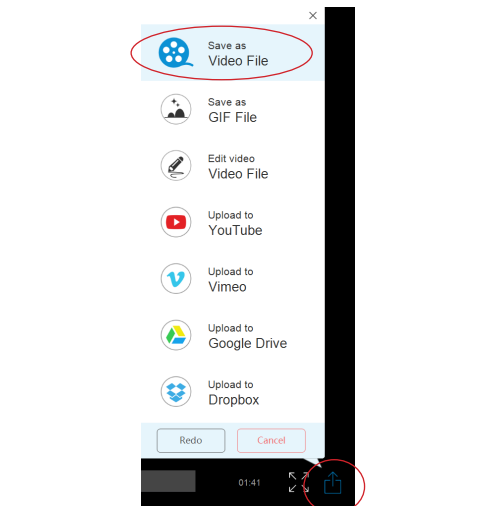 Save as
Video File
Save as
GIF File
Edit video
Video File
Upload to
YouTube
Upload to
Vimeo
Upload to
Google Drive
Upload to
Dropbox
Redo Cancel
01:41